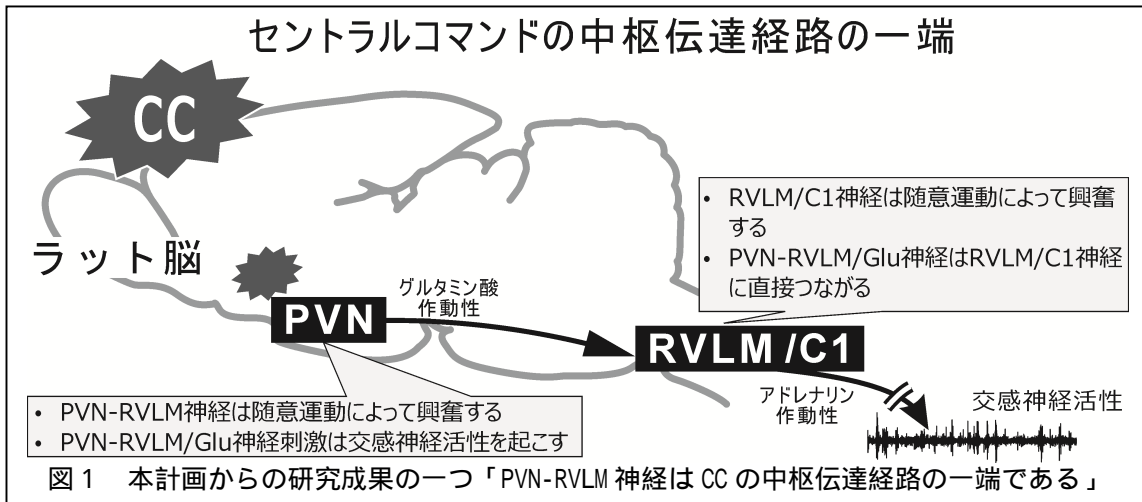 セントラルコマンドの中枢伝達経路の一端
CC
・ RVLM/C1神経は随意運動によって興奮
する
・ PVN-RVLM/Glu神経はRVLM/C1神経
に直接つながる
ラット脳
グルタミン酸
作動性
PVN
RVLM/C1
アドレナリン
作動性
交感神経活性
・ PVN-RVLM神経は随意運動によって興奮する
・ PVN-RVLM/Glu神経刺激は交感神経活性を起こす
図1 本計画からの研究成果の一つ「PVN-RVLM神経はCCの中枢伝達経路の一端である」